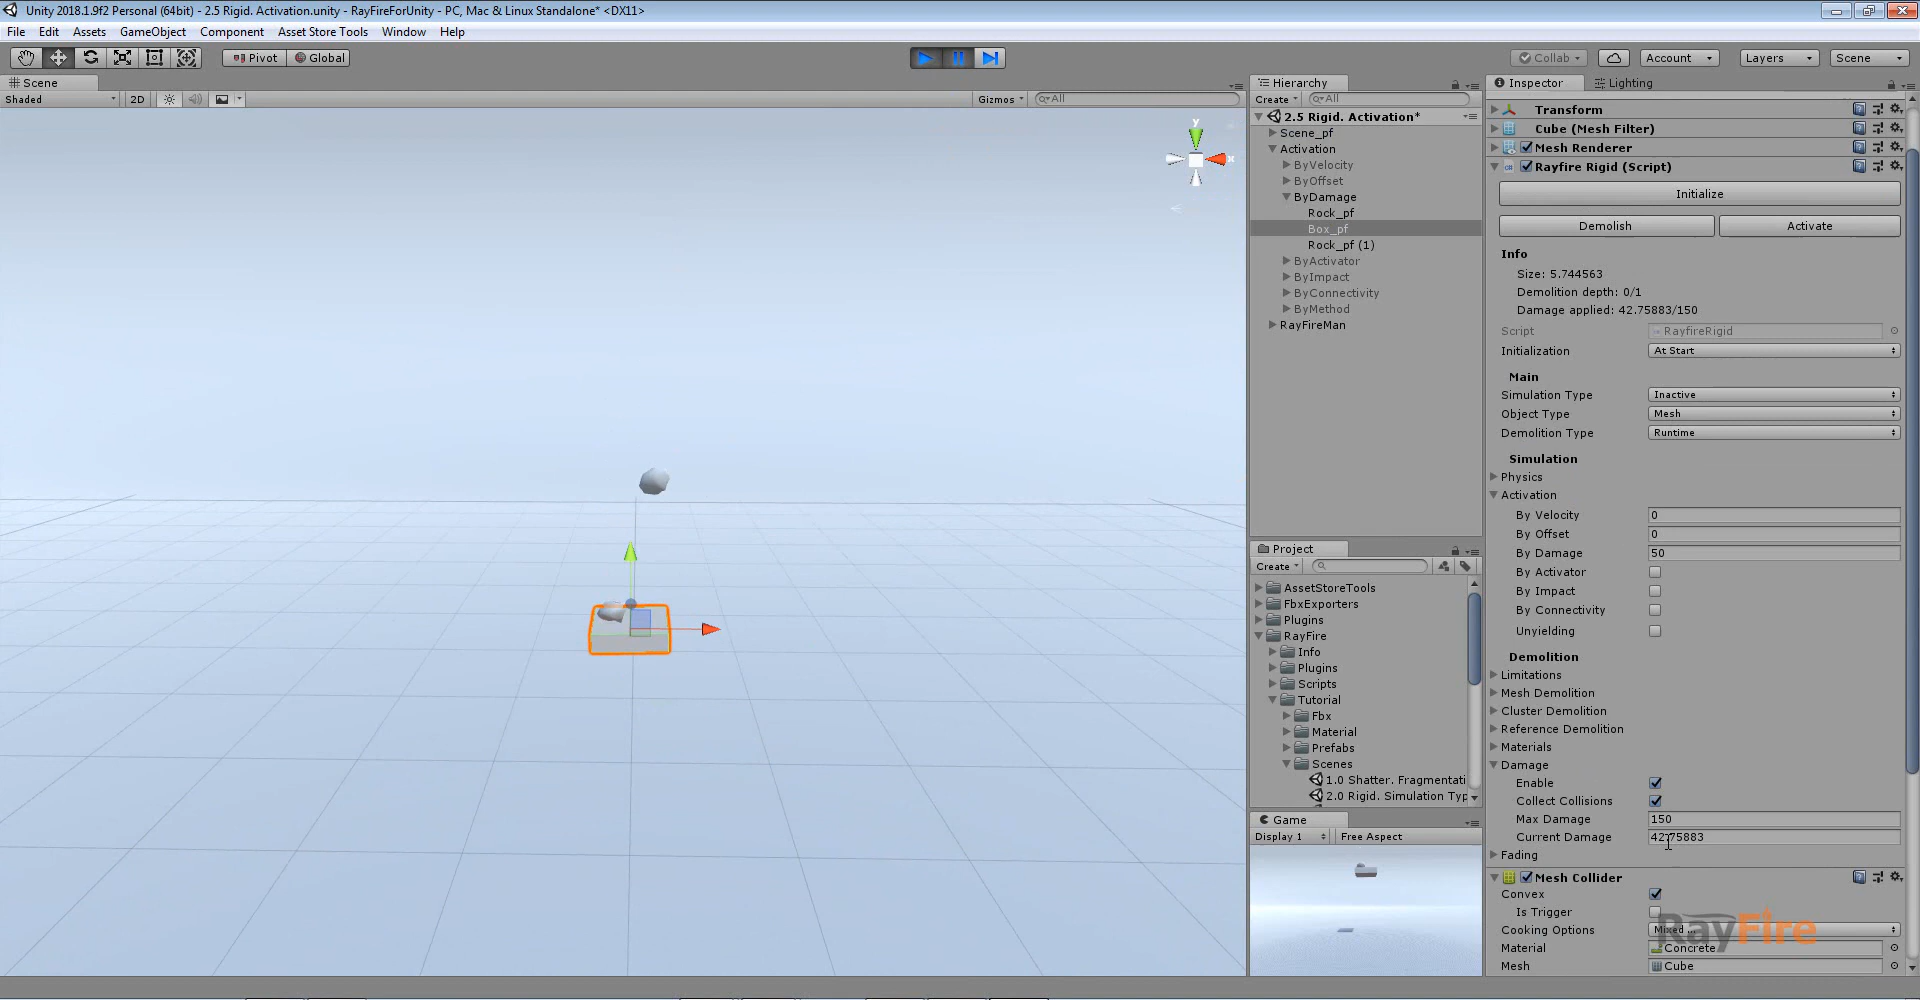 Unity 2018.1.9f2 Personal (64bit) - 2.5 Rigid. Activation.unity - RayFireForUnity - PC, Mac & Linux Standalone* <DX11>
File Edit Assets GameObject Component Asset Store Tools Window Help
Pivot Global Collab Account Layers Scene
Scene
Shaded 2D Gizmos All
y
x
Hierarchy
Create All
2.5 Rigid. Activation*
Scene_pf
Activation
ByVelocity
ByOffset
ByDamage
Rock_pf
Box_pf
Rock_pf (1)
ByActivator
ByImpact
ByConnectivity
ByMethod
RayFireMan
Project
Create
AssetStoreTools
FbxExporters
Plugins
RayFire
Info
Plugins
Scripts
Tutorial
Fbx
Material
Prefabs
Scenes
1.0 Shatter. Fragmentati
2.0 Rigid. Simulation Typ
Game
Display 1 Free Aspect
Inspector Lighting
Transform
Cube (Mesh Filter)
Mesh Renderer
Rayfire Rigid (Script)
Initialize
Demolish Activate
Info
Size: 5.744563
Demolition depth: 0/1
Damage applied: 42.75883/150
Script RayfireRigid
Initialization At Start
Main
Simulation Type Inactive
Object Type Mesh
Demolition Type Runtime
Simulation
Physics
Activation
By Velocity 0
By Offset 0
By Damage 50
By Activator
By Impact
By Connectivity
Unyielding
Demolition
Limitations
Mesh Demolition
Cluster Demolition
Reference Demolition
Materials
Damage
Enable
Collect Collisions
Max Damage 150
Current Damage 42.75883
Fading
Mesh Collider
Convex
Is Trigger
Cooking Options Mixed ...
Material Concrete
Mesh Cube
RayFire